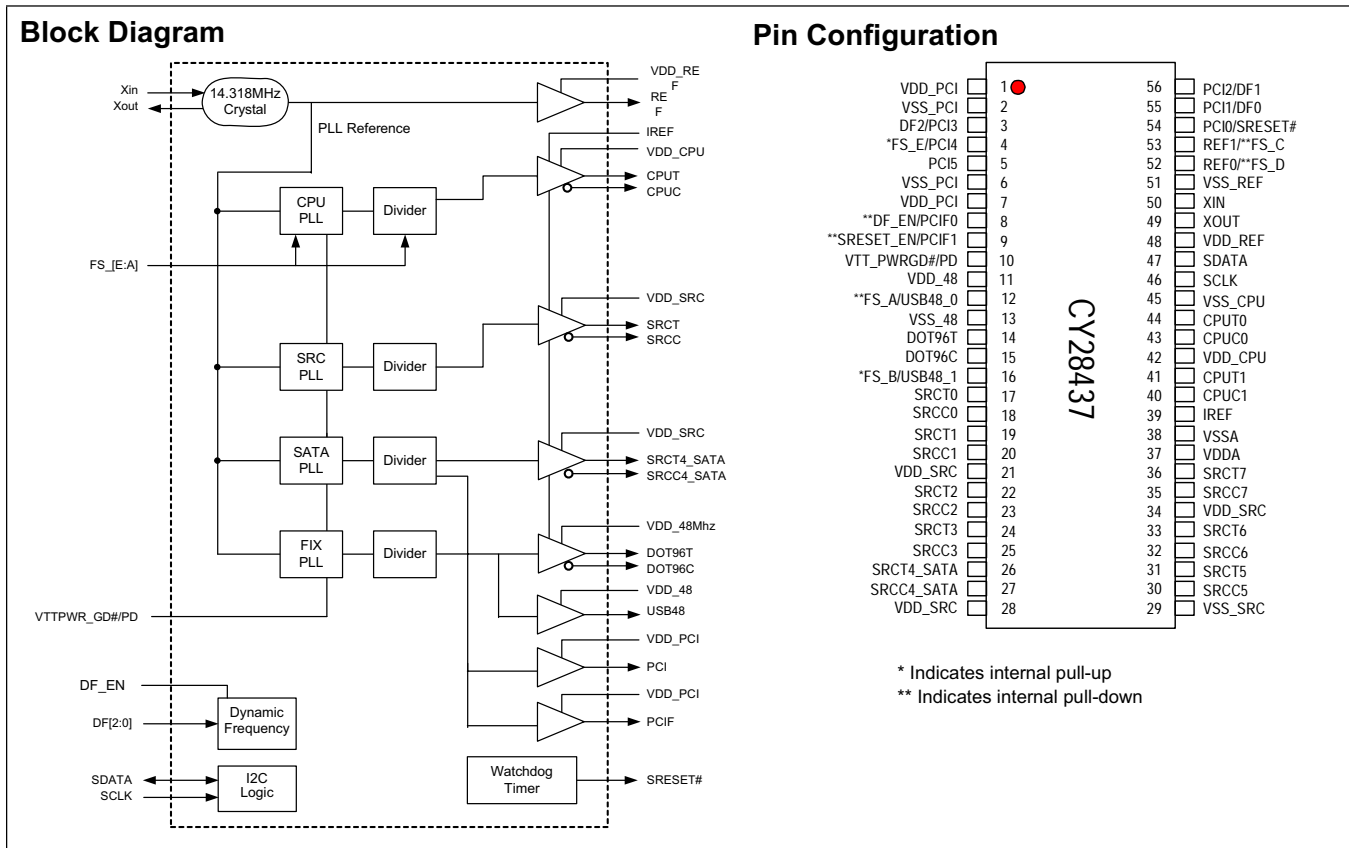 Block Diagram
Xin
Xout
14.318MHz
Crystal
PLL Reference
VDD_RE
F
RE
F
IREF
VDD_CPU
CPUT
CPUC
CPU
PLL
Divider
FS_[E:A]
VDD_SRC
SRCT
SRCC
SRC
PLL
Divider
VDD_SRC
SRCT4_SATA
SRCC4_SATA
SATA
PLL
Divider
VDD_48Mhz
DOT96T
DOT96C
FIX
PLL
Divider
VDD_48
USB48
VTTPWR_GD#/PD
VDD_PCI
PCI
VDD_PCI
PCIF
DF_EN
DF[2:0]
Dynamic
Frequency
SDATA
SCLK
I2C
Logic
Watchdog
Timer
SRESET#
Pin Configuration
VDD_PCI 1 56 PCI2/DF1
VSS_PCI 2 55 PCI1/DF0
DF2/PCI3 3 54 PCI0/SRESET#
*FS_E/PCI4 4 53 REF1/**FS_C
PCI5 5 52 REF0/**FS_D
VSS_PCI 6 51 VSS_REF
VDD_PCI 7 50 XIN
**DF_EN/PCIF0 8 49 XOUT
**SRESET_EN/PCIF1 9 48 VDD_REF
VTT_PWRGD#/PD 10 47 SDATA
VDD_48 11 46 SCLK
**FS_A/USB48_0 12 45 VSS_CPU
VSS_48 13 44 CPUT0
DOT96T 14 43 CPUC0
DOT96C 15 42 VDD_CPU
*FS_B/USB48_1 16 41 CPUT1
SRCT0 17 40 CPUC1
SRCC0 18 39 IREF
SRCT1 19 38 VSSA
SRCC1 20 37 VDDA
VDD_SRC 21 36 SRCT7
SRCT2 22 35 SRCC7
SRCC2 23 34 VDD_SRC
SRCT3 24 33 SRCT6
SRCC3 25 32 SRCC6
SRCT4_SATA 26 31 SRCT5
SRCC4_SATA 27 30 SRCC5
VDD_SRC 28 29 VSS_SRC
CY28437
* Indicates internal pull-up
** Indicates internal pull-down